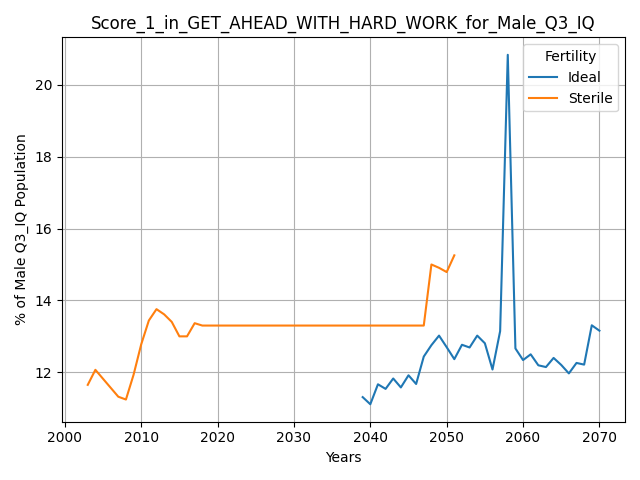 Score_1_in_GET_AHEAD_WITH_HARD_WORK_for_Male_Q3_IQ
% of Male Q3_IQ Population
20
18
16
14
12
Fertility
Ideal
Sterile
2000 2010 2020 2030 2040 2050 2060 2070
Years